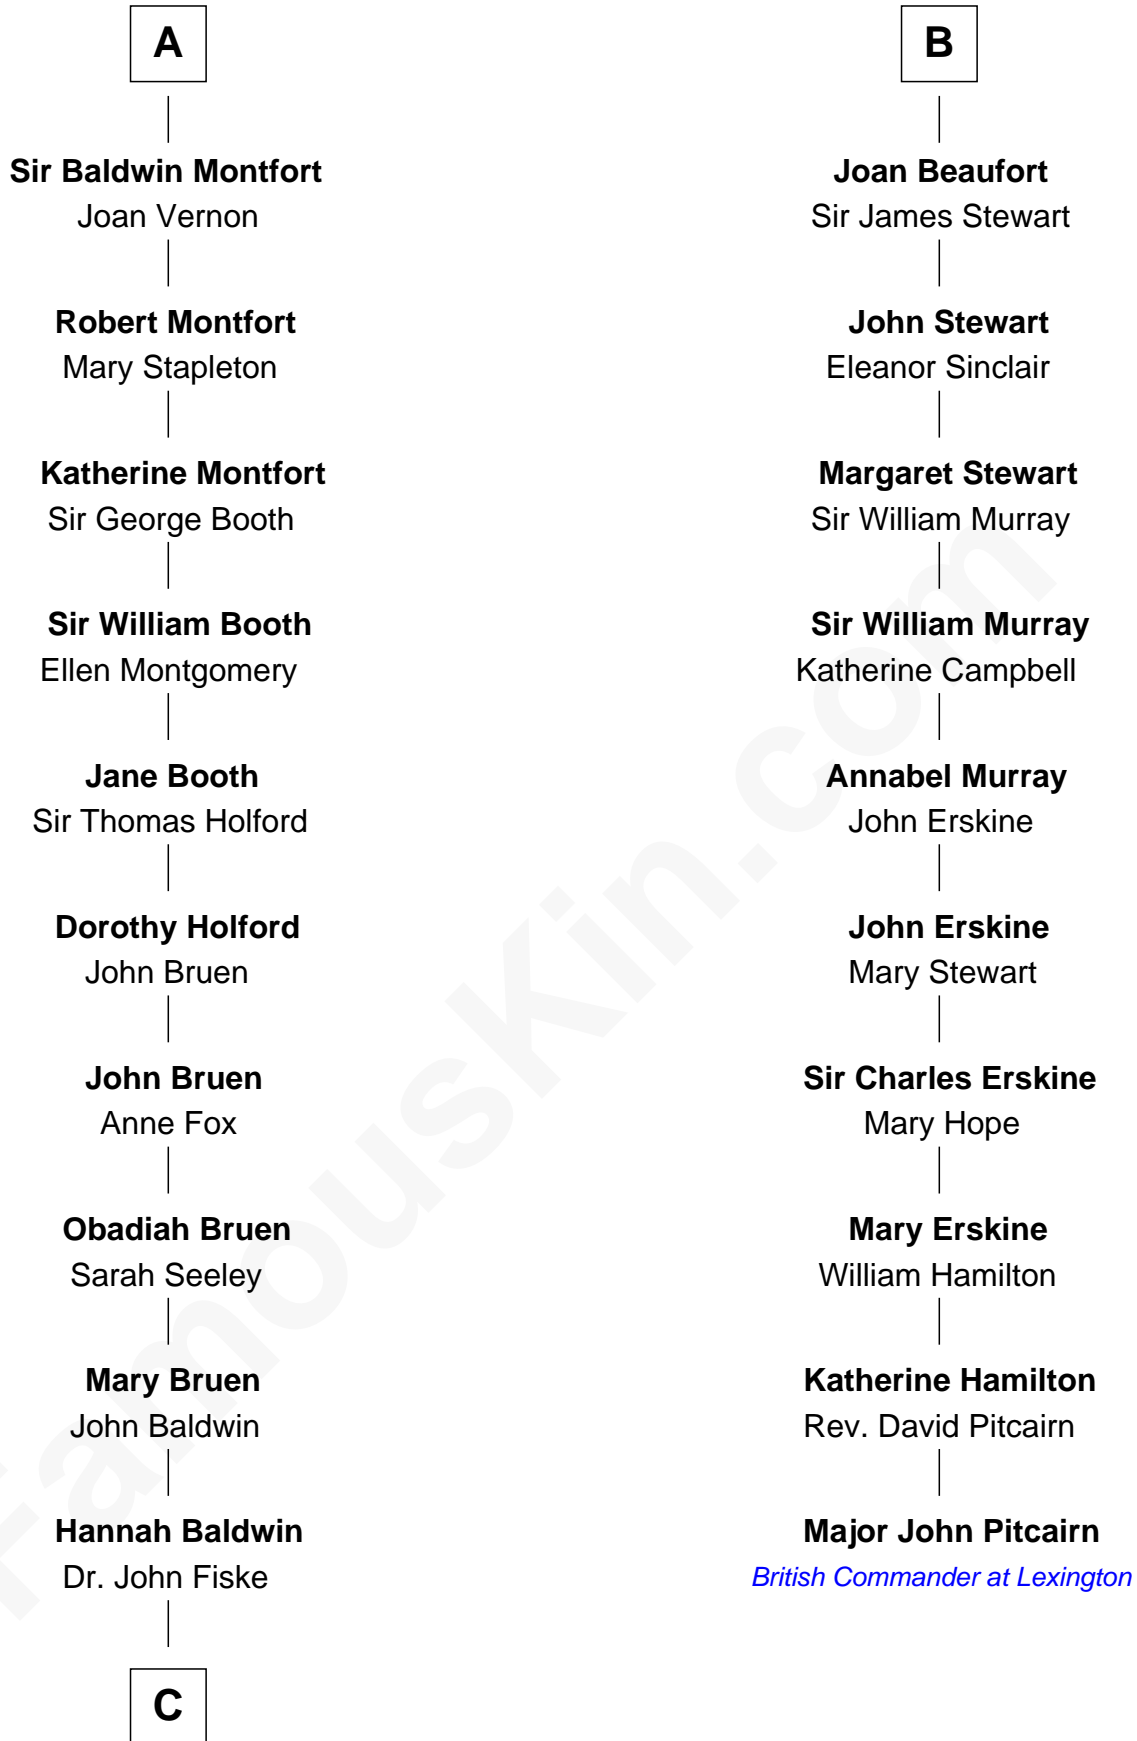 A
Sir Baldwin Montfort
Joan Vernon
Robert Montfort
Mary Stapleton
Katherine Montfort
Sir George Booth
Sir William Booth
Ellen Montgomery
Jane Booth
Sir Thomas Holford
Dorothy Holford
John Bruen
John Bruen
Anne Fox
Obadiah Bruen
Sarah Seeley
Mary Bruen
John Baldwin
Hannah Baldwin
Dr. John Fiske
C
B
Joan Beaufort
Sir James Stewart
John Stewart
Eleanor Sinclair
Margaret Stewart
Sir William Murray
Sir William Murray
Katherine Campbell
Annabel Murray
John Erskine
John Erskine
Mary Stewart
Sir Charles Erskine
Mary Hope
Mary Erskine
William Hamilton
Katherine Hamilton
Rev. David Pitcairn
Major John Pitcairn
British Commander at Lexington
FamousKin.com